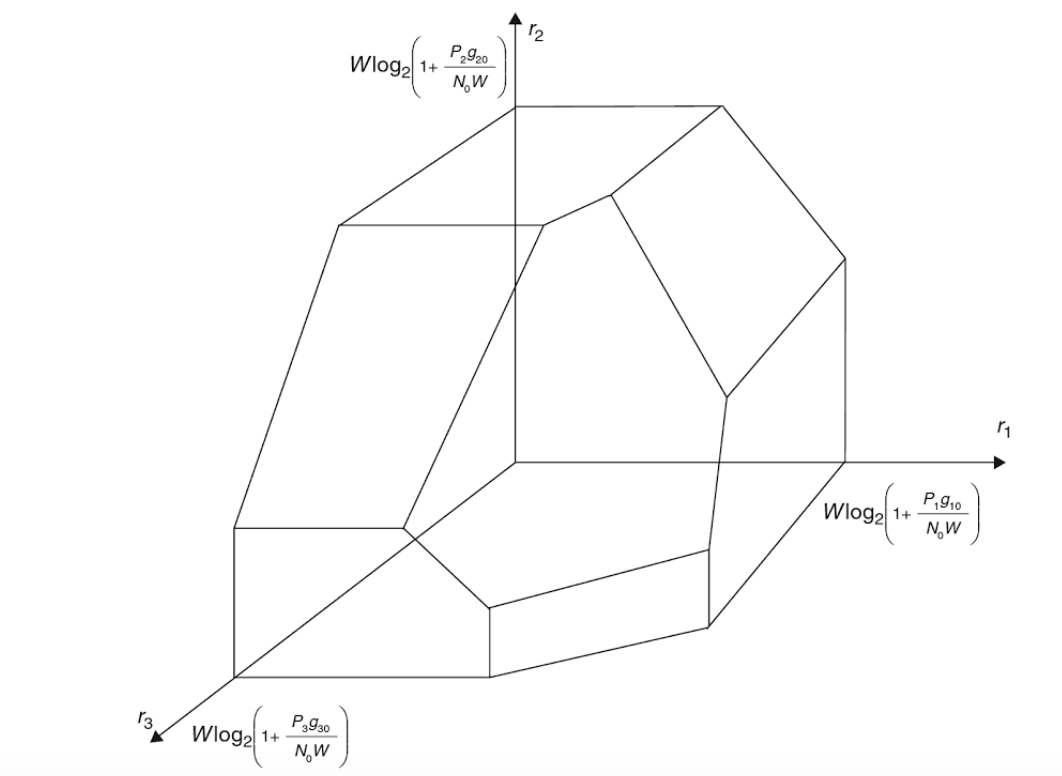 r₂
Wlog₂(1+ P₂g₂₀/N₀W)
r₁
Wlog₂(1+ P₁g₁₀/N₀W)
r₃
Wlog₂(1+ P₃g₃₀/N₀W)